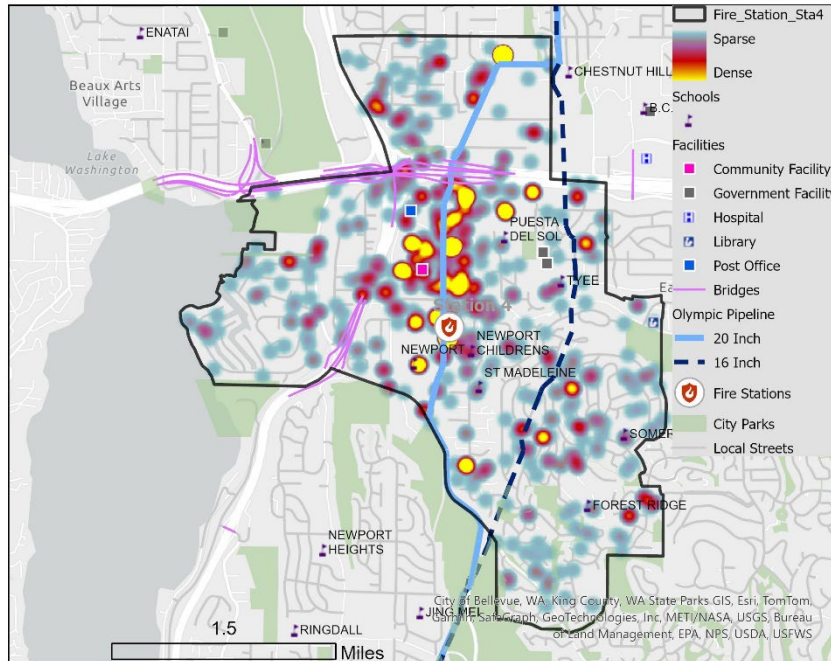 ENATAI
Beaux Arts
Village
Lake
Washington
CHESTNUT HILL
B.C.
PUESTA
DEL SOL
TYEE
Ea
Station 4
NEWPORT
NEWPORT
CHILDRENS
ST MADELEINE
SOMER
FOREST RIDGE
NEWPORT
HEIGHTS
JING MEI
RINGDALL
1.5
Miles
City of Bellevue, WA, King County, WA State Parks GIS, Esri, TomTom,
Garmin, SafeGraph, GeoTechnologies, Inc, METI/NASA, USGS, Bureau
of Land Management, EPA, NPS, USDA, USFWS
Fire_Station_Sta4
Sparse
Dense
Schools
Facilities
Community Facility
Government Facilit
Hospital
Library
Post Office
Bridges
Olympic Pipeline
20 Inch
16 Inch
Fire Stations
City Parks
Local Streets